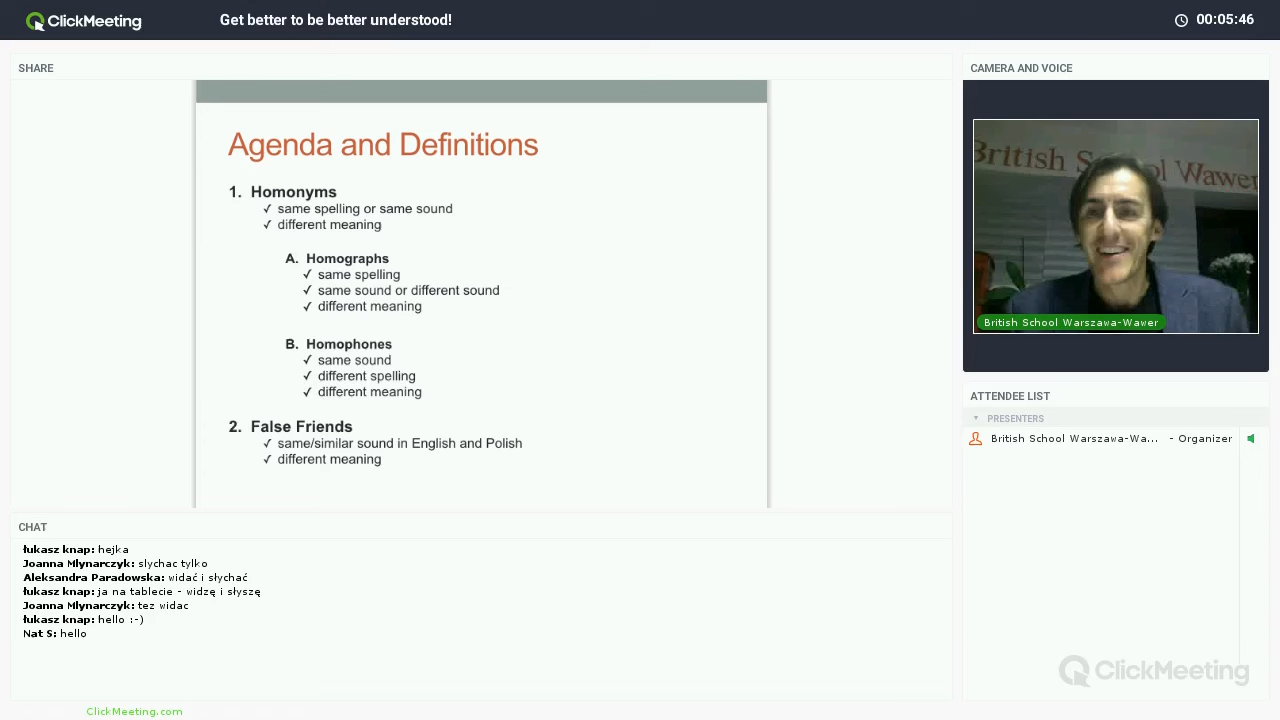 ClickMeeting
Get better to be better understood!
00:05:46
SHARE
Agenda and Definitions
1. Homonyms
✓ same spelling or same sound
✓ different meaning
A. Homographs
✓ same spelling
✓ same sound or different sound
✓ different meaning
B. Homophones
✓ same sound
✓ different spelling
✓ different meaning
2. False Friends
✓ same/similar sound in English and Polish
✓ different meaning
CHAT
łukasz knap: hejka
Joanna Mlynarczyk: slychac tylko
Aleksandra Paradowska: widać i słychać
łukasz knap: ja na tablecie - widzę i słyszę
Joanna Mlynarczyk: tez widac
łukasz knap: hello :-)
Nat S: hello
ClickMeeting.com
CAMERA AND VOICE
British School Wawer
British School Warszawa-Wawer
ATTENDEE LIST
PRESENTERS
British School Warszawa-Wa... - Organizer
ClickMeeting